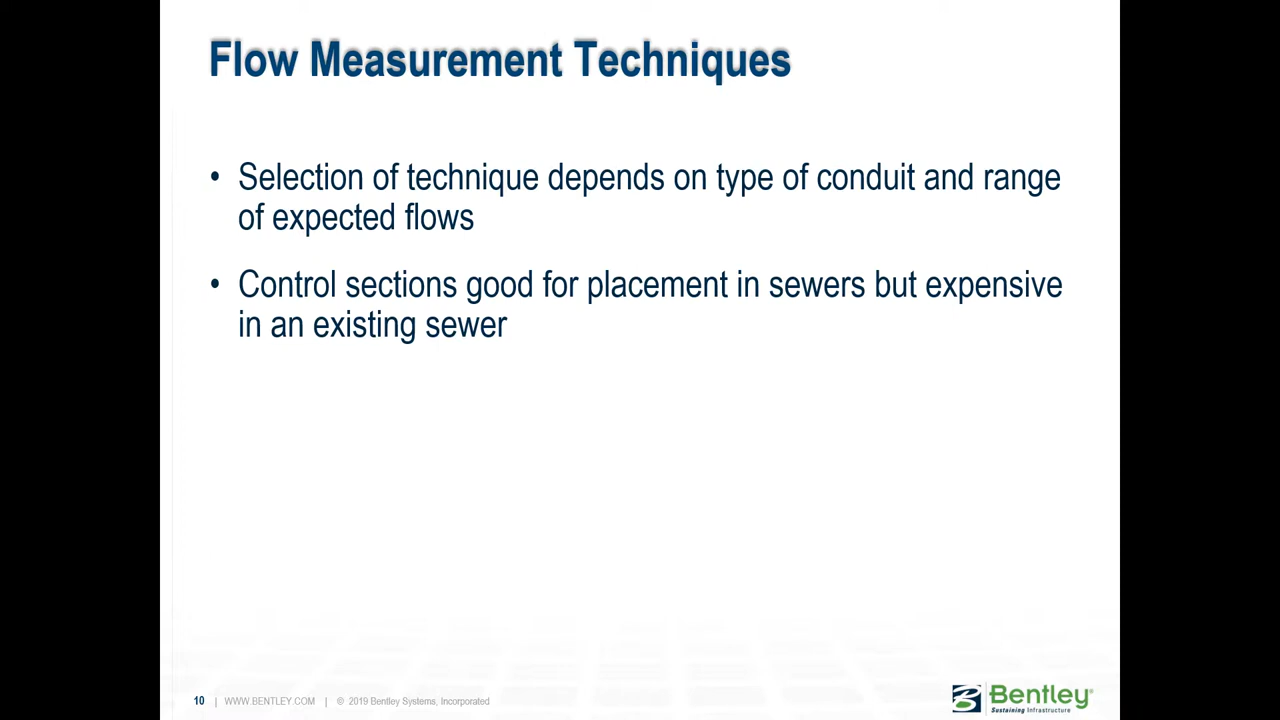 Flow Measurement Techniques
• Selection of technique depends on type of conduit and range
of expected flows
• Control sections good for placement in sewers but expensive
in an existing sewer
10 | WWW.BENTLEY.COM | © 2019 Bentley Systems, Incorporated
Bentley®
Sustaining Infrastructure